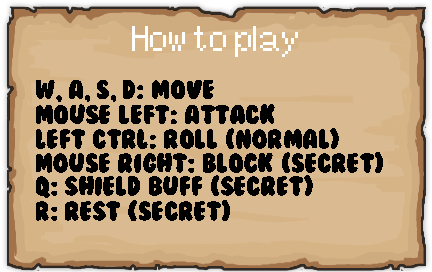 How to play
W, A, S, D: MOVE
MOUSE LEFT: ATTACK
LEFT CTRL: ROLL (NORMAL)
MOUSE RIGHT: BLOCK (SECRET)
Q: SHIELD BUFF (SECRET)
R: REST (SECRET)